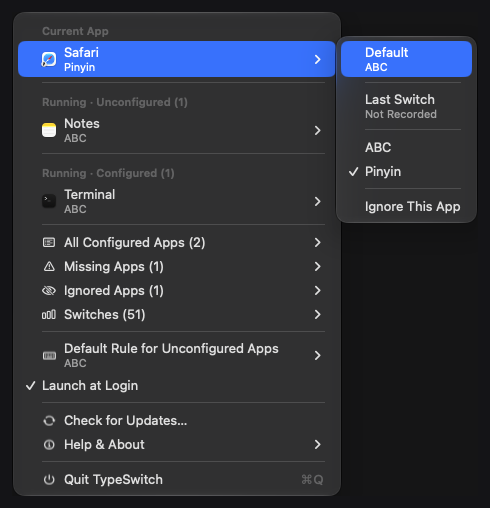 Current App
Safari
Pinyin
Running - Unconfigured (1)
Notes
ABC
Running - Configured (1)
Terminal
ABC
All Configured Apps (2)
Missing Apps (1)
Ignored Apps (1)
Switches (51)
Default Rule for Unconfigured Apps
ABC
✓ Launch at Login
Check for Updates...
Help & About
Quit TypeSwitch ⌘Q
Default
ABC
Last Switch
Not Recorded
ABC
✓ Pinyin
Ignore This App